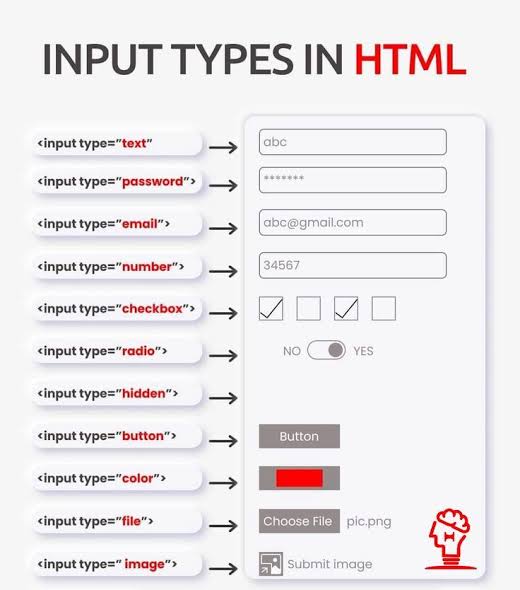 INPUT TYPES IN HTML
<input type="text"
abc
<input type="password">
*******
<input type="email">
abc@gmail.com
<input type="number">
34567
<input type="checkbox">
<input type="radio">
NO YES
<input type="hidden">
<input type="button">
Button
<input type="color">
<input type="file">
Choose File pic.png
<input type=" image">
Submit image